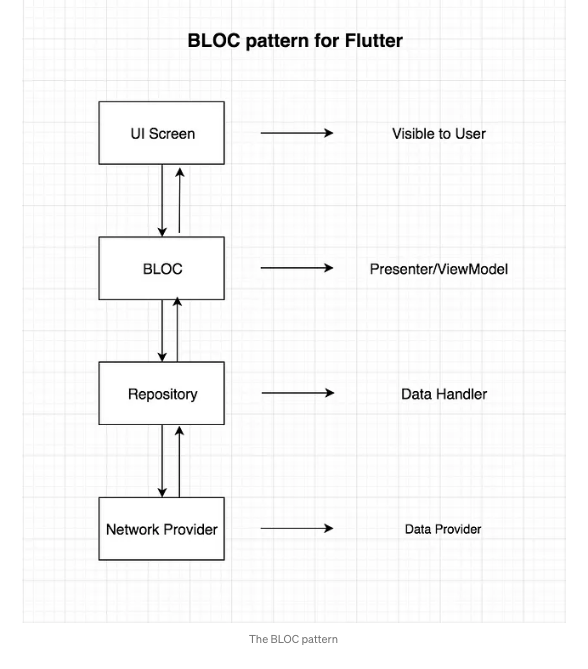 BLOC pattern for Flutter
UI Screen
Visible to User
BLOC
Presenter/ViewModel
Repository
Data Handler
Network Provider
Data Provider
The BLOC pattern